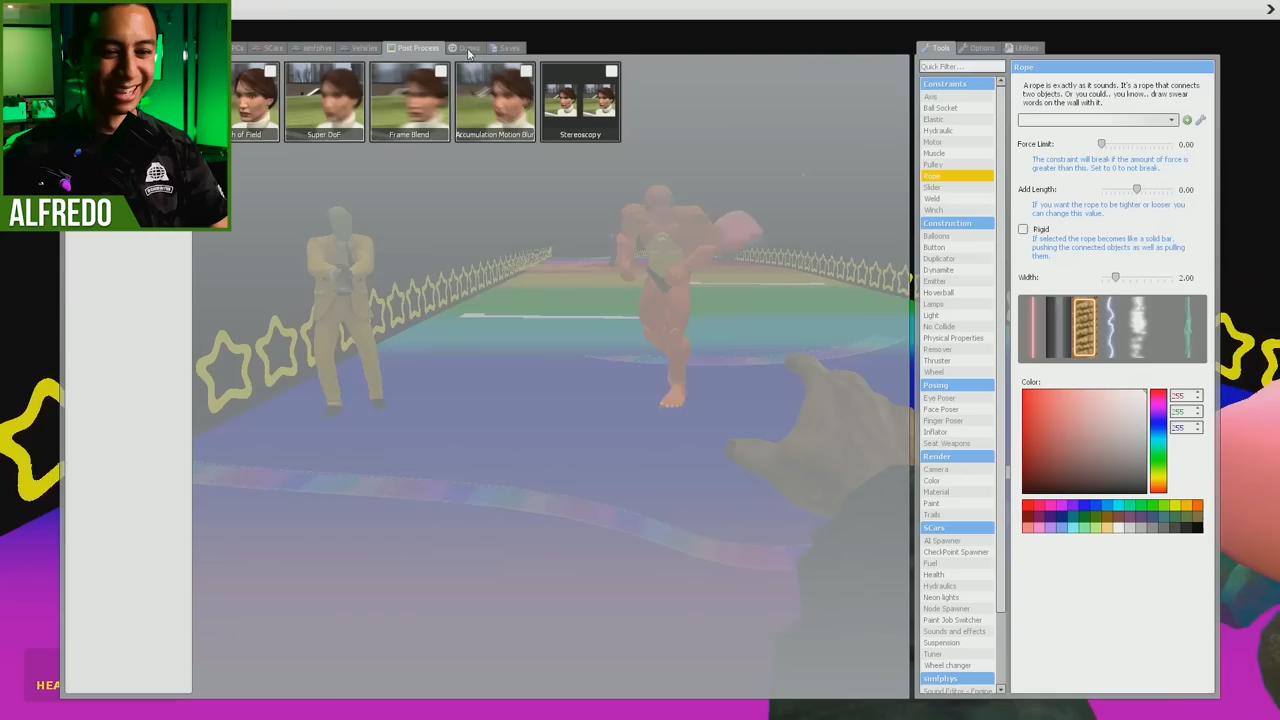 PCs SCars simfphys Vehicles Post Process Dupes Saves
Tools Options Utilities
h of Field
Super DoF
Frame Blend
Accumulation Motion Blur
Stereoscopy
ALFREDO
HEA
Quick Filter...
Constraints
Axis
Ball Socket
Elastic
Hydraulic
Motor
Muscle
Pulley
Rope
Slider
Weld
Winch
Construction
Balloons
Button
Duplicator
Dynamite
Emitter
Hoverball
Lamps
Light
No Collide
Physical Properties
Remover
Thruster
Wheel
Posing
Eye Poser
Face Poser
Finger Poser
Inflator
Seat Weapons
Render
Camera
Color
Material
Paint
Trails
SCars
AI Spawner
CheckPoint Spawner
Fuel
Health
Hydraulics
Neon lights
Node Spawner
Paint Job Switcher
Sounds and effects
Suspension
Tuner
Wheel changer
simfphys
Sound Editor - Engine
Rope
A rope is exactly as it sounds. It's a rope that connects
two objects. Or you could.. you know.. draw swear
words on the wall with it.
Force Limit: 0.00
The constraint will break if the amount of force is
greater than this. Set to 0 to not break.
Add Length: 0.00
If you want the rope to be tighter or looser you
can change this value.
Rigid
If selected the rope becomes like a solid bar,
pushing the connected objects as well as pulling
them.
Width: 2.00
Color:
255
255
255